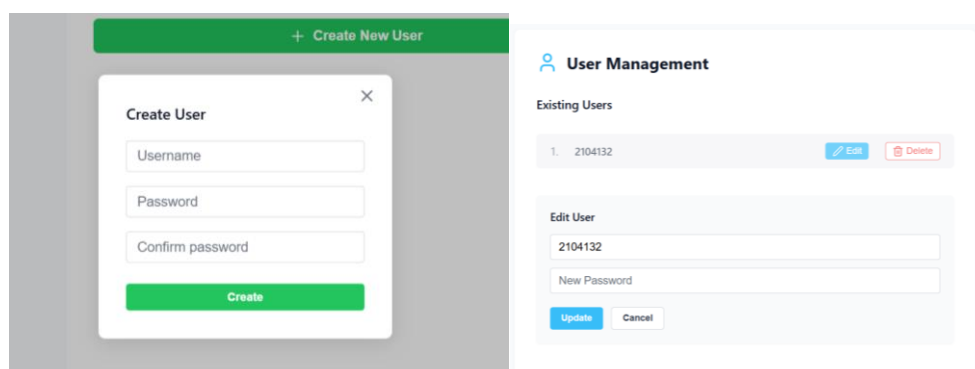 + Create New User
Create User
Username
Password
Confirm password
Create
User Management
Existing Users
1. 2104132 Edit Delete
Edit User
2104132
New Password
Update Cancel